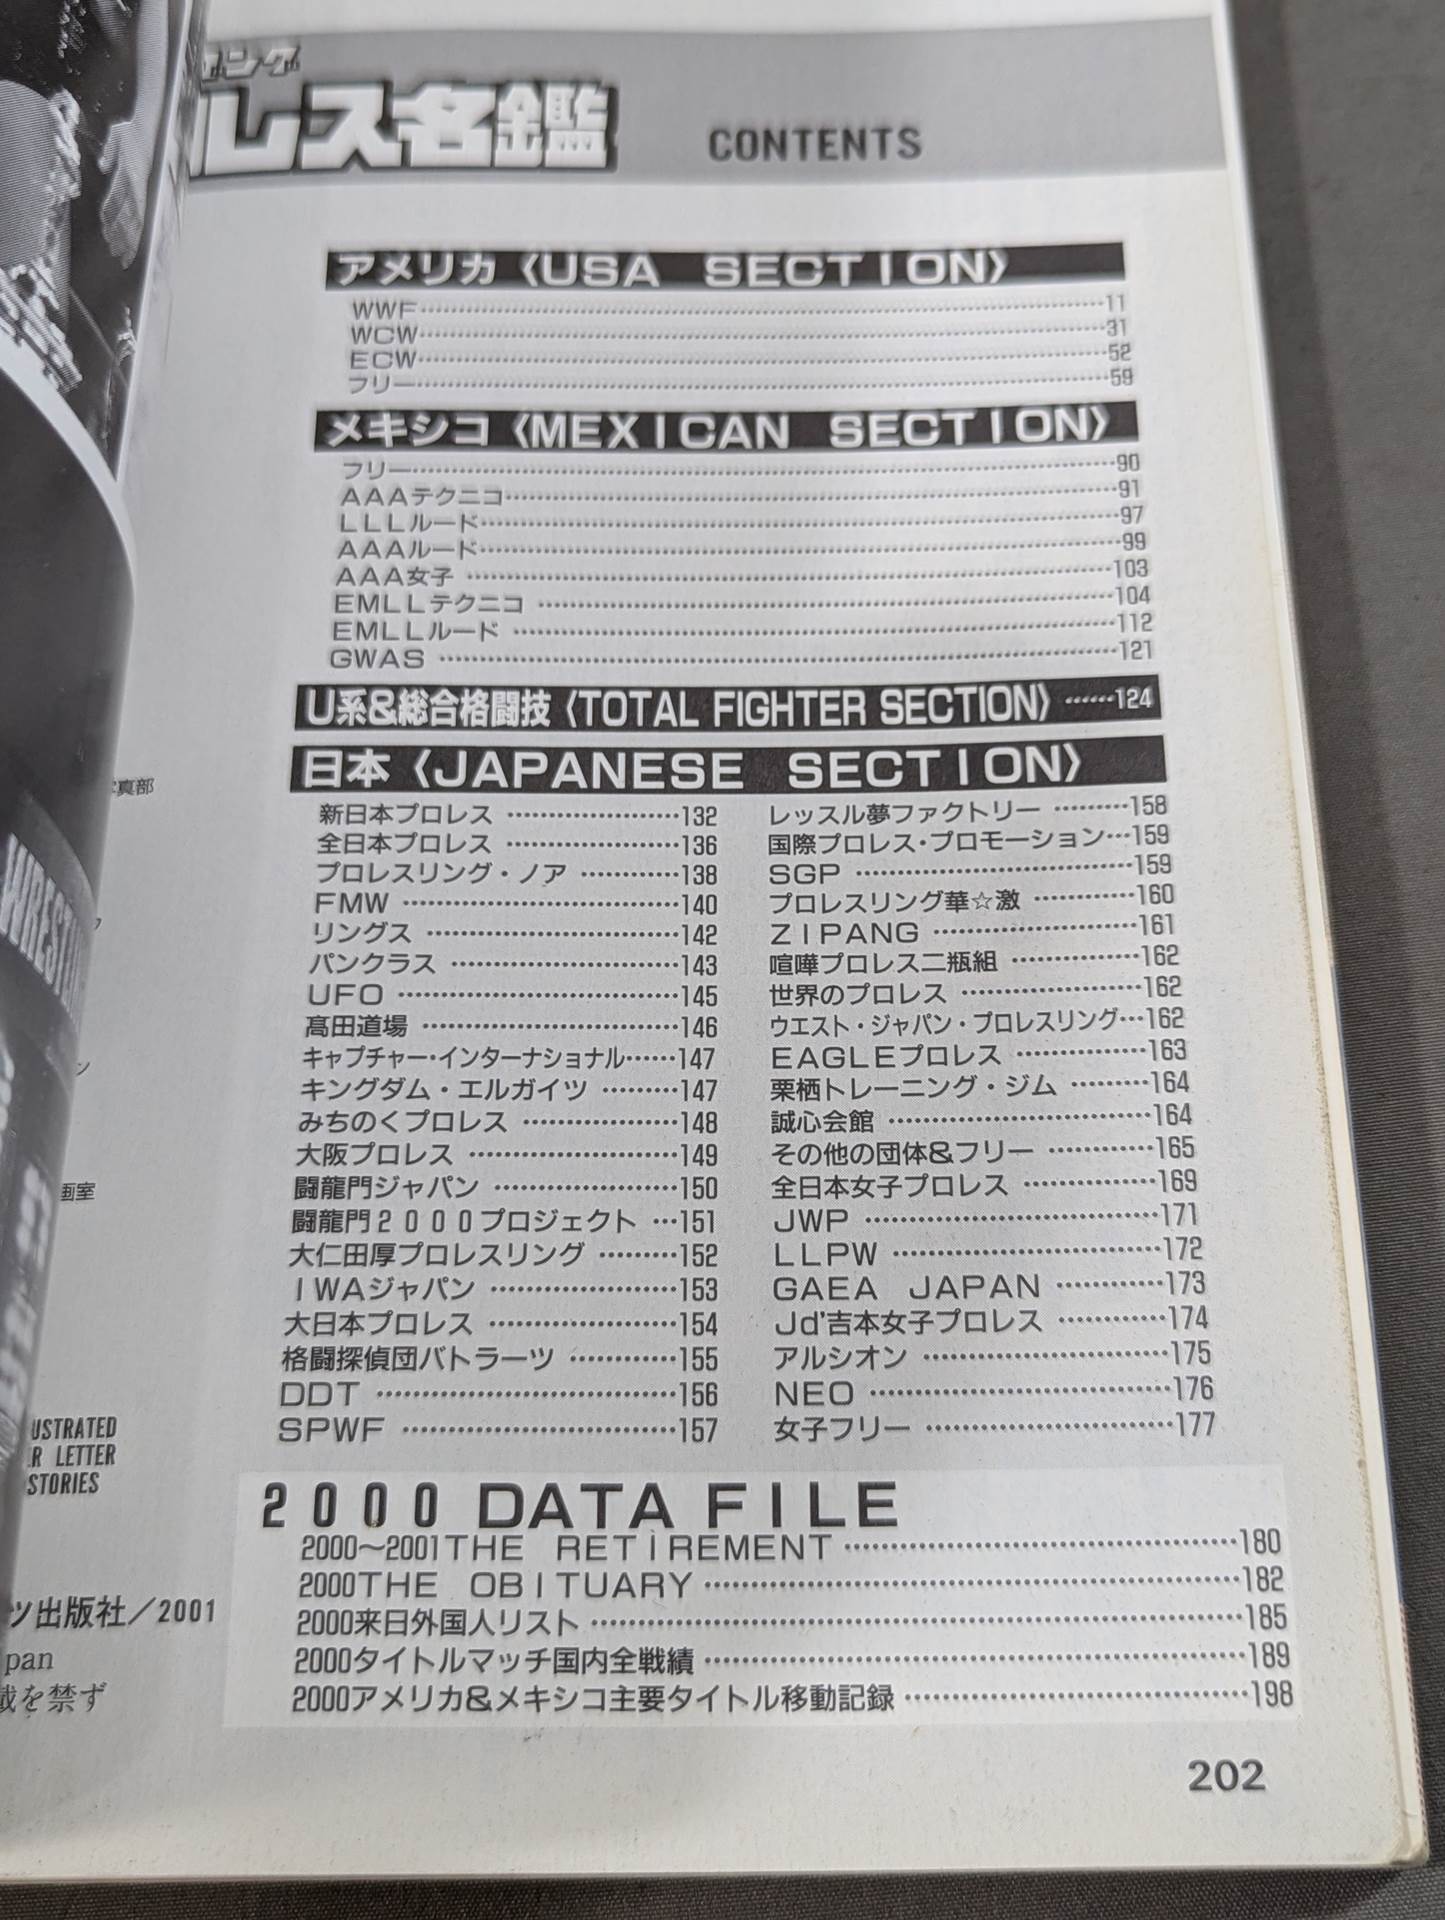 レス名鑑
CONTENTS
アメリカ〈USA SECTION〉
WWF……11
WCW……31
ECW……52
フリー……59
メキシコ〈MEXICAN SECTION〉
フリー……90
AAAテクニコ……91
LLLルード……97
AAAルード……99
AAA女子……103
EMLLテクニコ……104
EMLLルード……112
GWAS……121
U系&総合格闘技〈TOTAL FIGHTER SECTION〉……124
日本〈JAPANESE SECTION〉
新日本プロレス……132
全日本プロレス……136
プロレスリング・ノア……138
FMW……140
リングス……142
パンクラス……143
UFO……145
髙田道場……146
キャプチャー・インターナショナル……147
キングダム・エルガイツ……147
みちのくプロレス……148
大阪プロレス……149
闘龍門ジャパン……150
闘龍門2000プロジェクト…151
大仁田厚プロレスリング……152
IWAジャパン……153
大日本プロレス……154
格闘探偵団バトラーツ……155
DDT……156
SPWF……157
レッスル夢ファクトリー……158
国際プロレス・プロモーション…159
SGP……159
プロレスリング華☆激……160
ZIPANG……161
喧嘩プロレス二瓶組……162
世界のプロレス……162
ウエスト・ジャパン・プロレスリング…162
EAGLEプロレス……163
栗栖トレーニング・ジム……164
誠心会館……164
その他の団体&フリー……165
全日本女子プロレス……169
JWP……171
LLPW……172
GAEA JAPAN……173
Jd'吉本女子プロレス……174
アルシオン……175
NEO……176
女子フリー……177
2000 DATA FILE
2000〜2001THE RETIREMENT……180
2000THE OBITUARY……182
2000来日外国人リスト……185
2000タイトルマッチ国内全戦績……189
2000アメリカ&メキシコ主要タイトル移動記録……198
202
真部
画室
USTRATED
R LETTER
STORIES
ツ出版社／2001
pan
載を禁ず